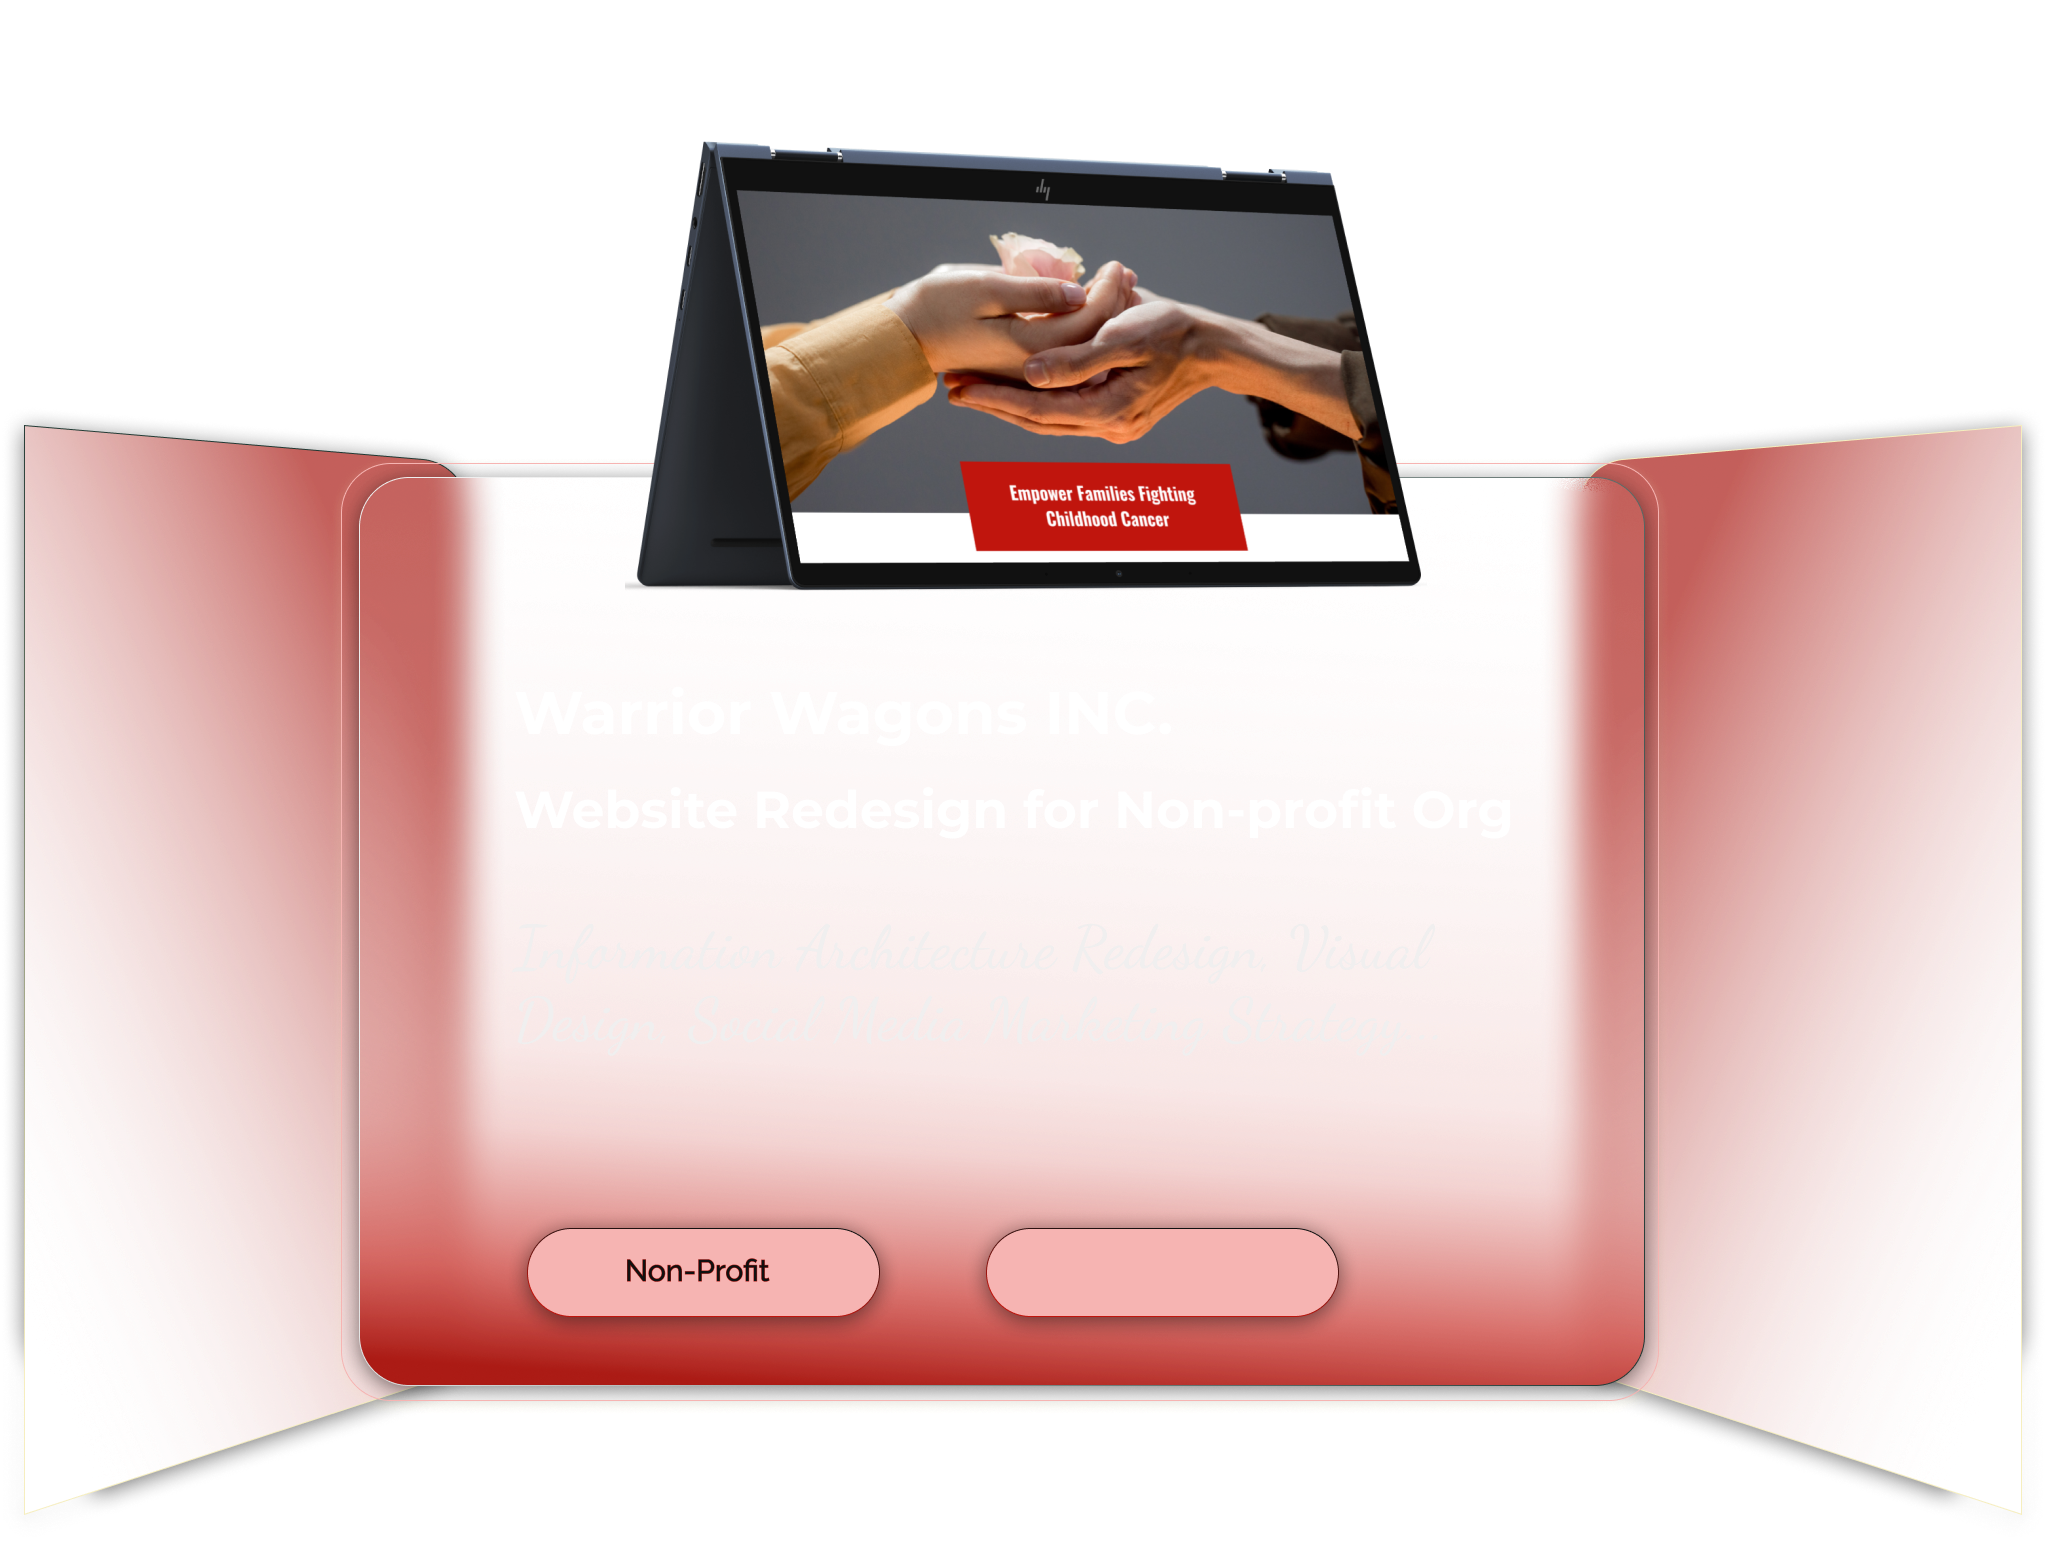 Empower Families Fighting
Childhood Cancer
Warrior Wagons INC.
Website Redesign for Non-profit Org
Information Architecture Redesign, Visual
Design, Social Media Marketing Strategy.
Non-Profit